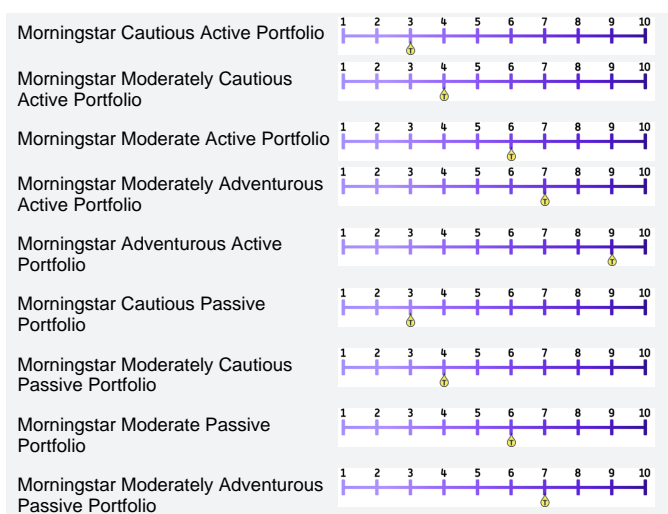 Morningstar Cautious Active Portfolio
1 2 3 4 5 6 7 8 9 10
T
Morningstar Moderately Cautious
Active Portfolio
1 2 3 4 5 6 7 8 9 10
T
Morningstar Moderate Active Portfolio
1 2 3 4 5 6 7 8 9 10
T
Morningstar Moderately Adventurous
Active Portfolio
1 2 3 4 5 6 7 8 9 10
T
Morningstar Adventurous Active
Portfolio
1 2 3 4 5 6 7 8 9 10
T
Morningstar Cautious Passive
Portfolio
1 2 3 4 5 6 7 8 9 10
T
Morningstar Moderately Cautious
Passive Portfolio
1 2 3 4 5 6 7 8 9 10
T
Morningstar Moderate Passive
Portfolio
1 2 3 4 5 6 7 8 9 10
T
Morningstar Moderately Adventurous
Passive Portfolio
1 2 3 4 5 6 7 8 9 10
T